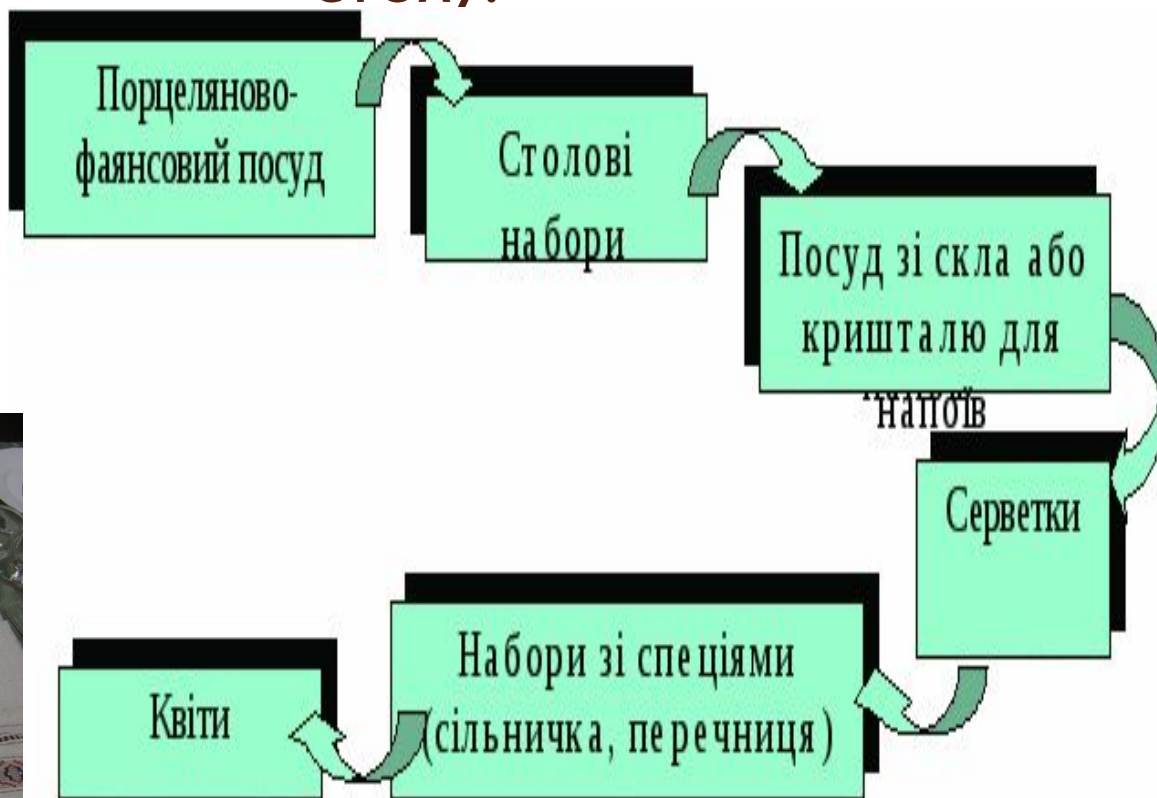 Порцеляново-
фаянсовий посуд
Столові
набори
Посуд зі скла або
кришталю для
напоїв
Серветки
Набори зі спеціями
(сільничка, перечниця)
Квіти